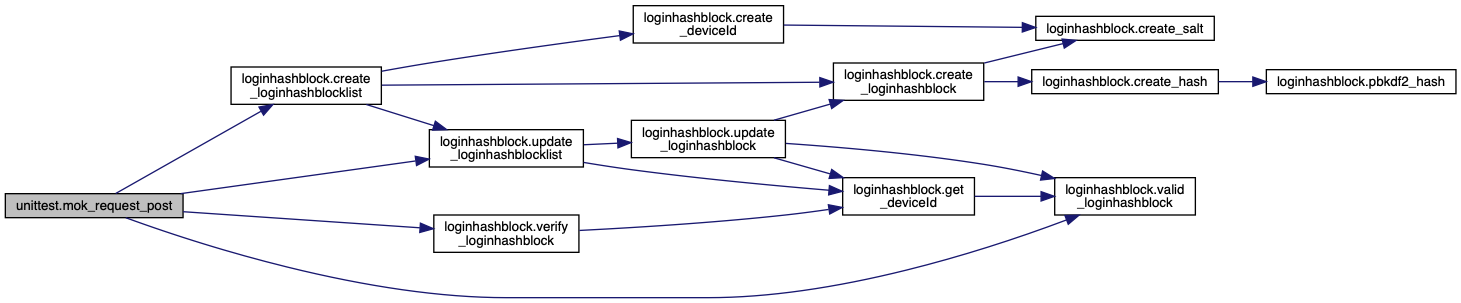 unittest.mok_request_post
loginhashblock.create
_loginhashblocklist
loginhashblock.update
_loginhashblocklist
loginhashblock.verify
_loginhashblock
loginhashblock.create
_deviceId
loginhashblock.update
_loginhashblock
loginhashblock.create
_loginhashblock
loginhashblock.get
_deviceId
loginhashblock.create_salt
loginhashblock.create_hash
loginhashblock.valid
_loginhashblock
loginhashblock.pbkdf2_hash